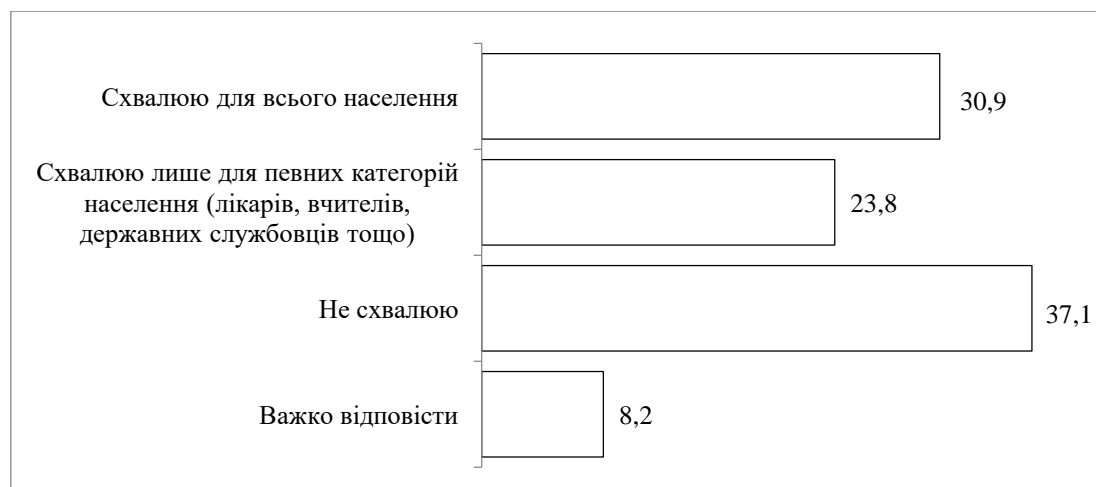 Схвалюю для всього населення
30,9
Схвалюю лише для певних категорій
населення (лікарів, вчителів,
державних службовців тощо)
23,8
Не схвалюю
37,1
Важко відповісти
8,2